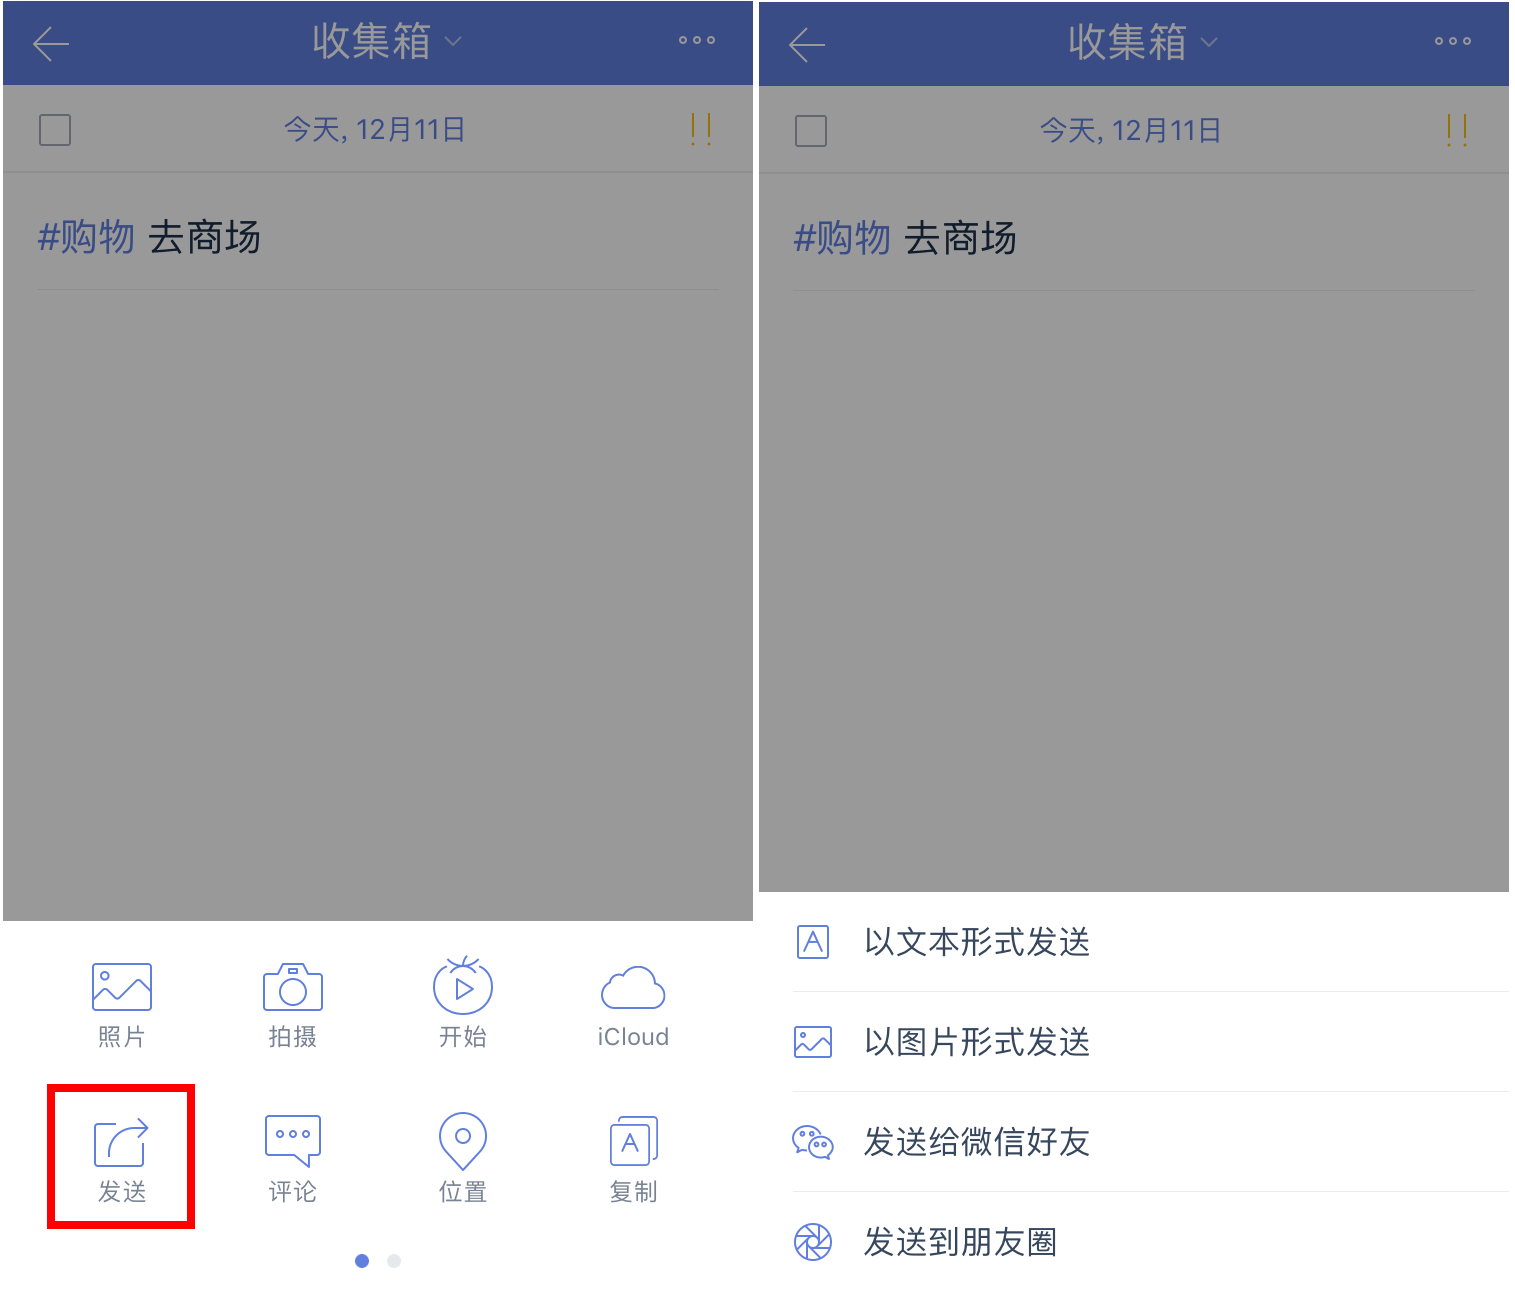 收集箱
今天, 12月11日
!!
#购物 去商场
照片
拍摄
开始
iCloud
发送
评论
位置
复制
收集箱
今天, 12月11日
!!
#购物 去商场
以文本形式发送
以图片形式发送
发送给微信好友
发送到朋友圈